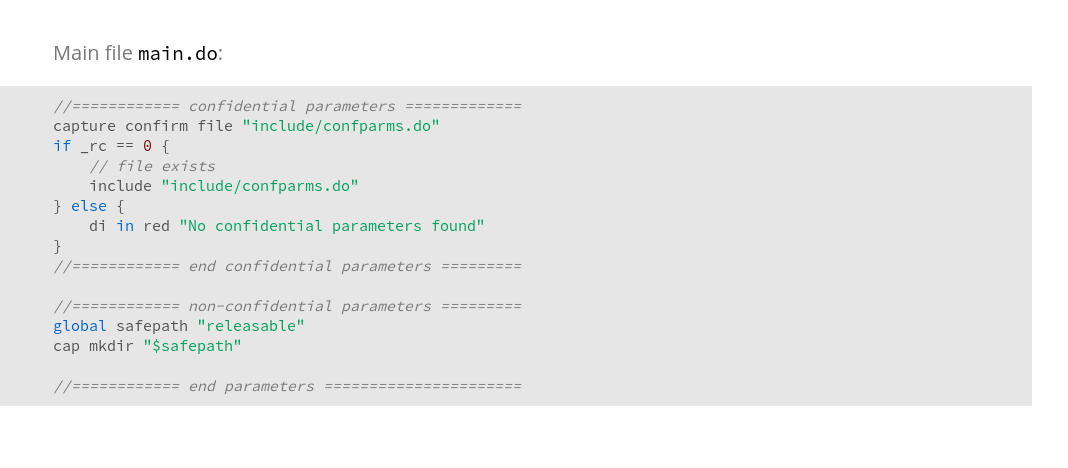 Main file main.do:
//============ confidential parameters =============
capture confirm file "include/confparms.do"
if _rc == 0 {
    // file exists
    include "include/confparms.do"
} else {
    di in red "No confidential parameters found"
}
//============ end confidential parameters =========

//============ non-confidential parameters =========
global safepath "releasable"
cap mkdir "$safepath"

//============ end parameters ======================